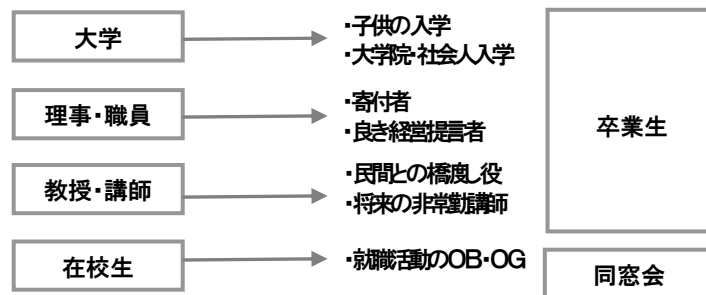 大学
・子供の入学
・大学院・社会人入学
理事・職員
・寄付者
・良き経営提言者
教授・講師
・民間との橋渡し役
・将来の非常勤講師
在校生
・就職活動のOB・OG
卒業生
同窓会